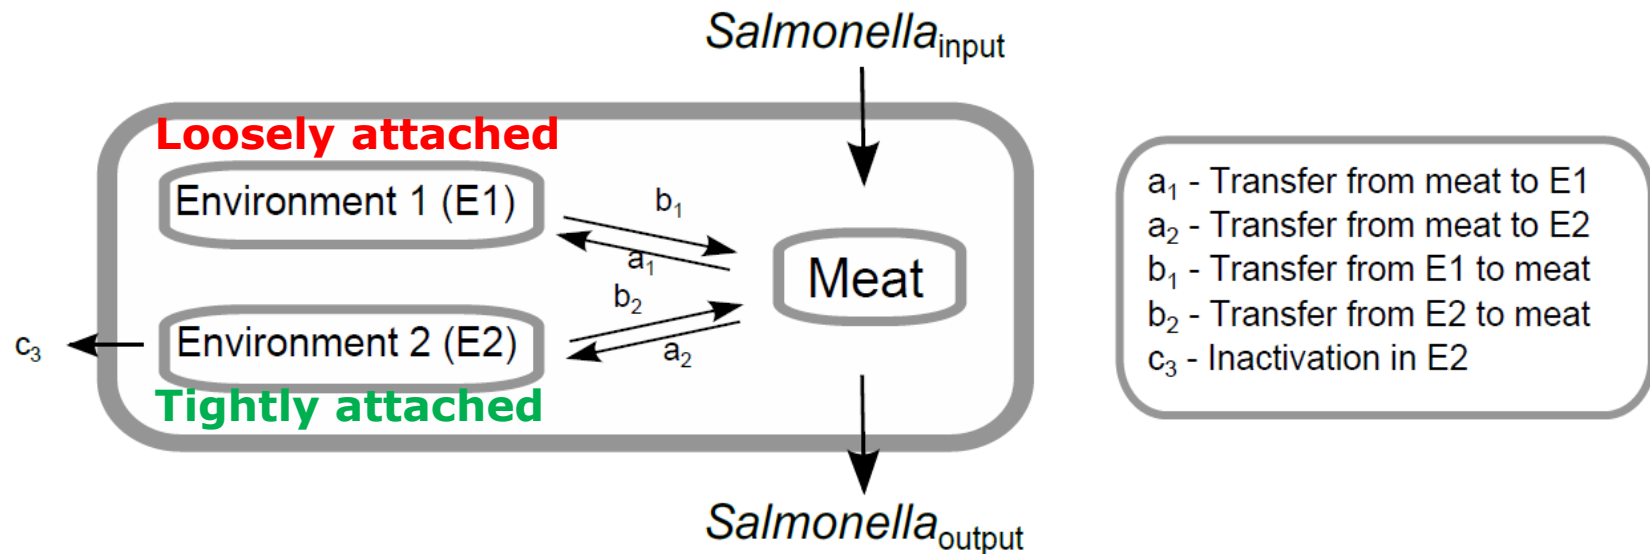 Salmonella_input
Loosely attached
Environment 1 (E1)
b₁
a₁
Meat
b₂
a₂
Environment 2 (E2)
c₃
Tightly attached
Salmonella_output
a₁ - Transfer from meat to E1
a₂ - Transfer from meat to E2
b₁ - Transfer from E1 to meat
b₂ - Transfer from E2 to meat
c₃ - Inactivation in E2